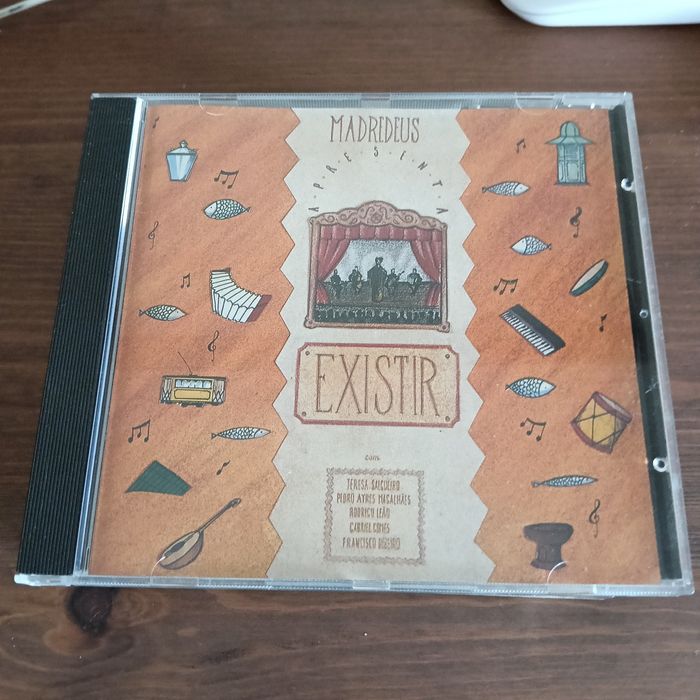 MADREDEUS
APRESENTA
EXISTIR
com
TERESA SALGUEIRO
PEDRO AYRES MAGALHÃES
RODRIGO LEÃO
GABRIEL GOMES
FRANCISCO RIBEIRO